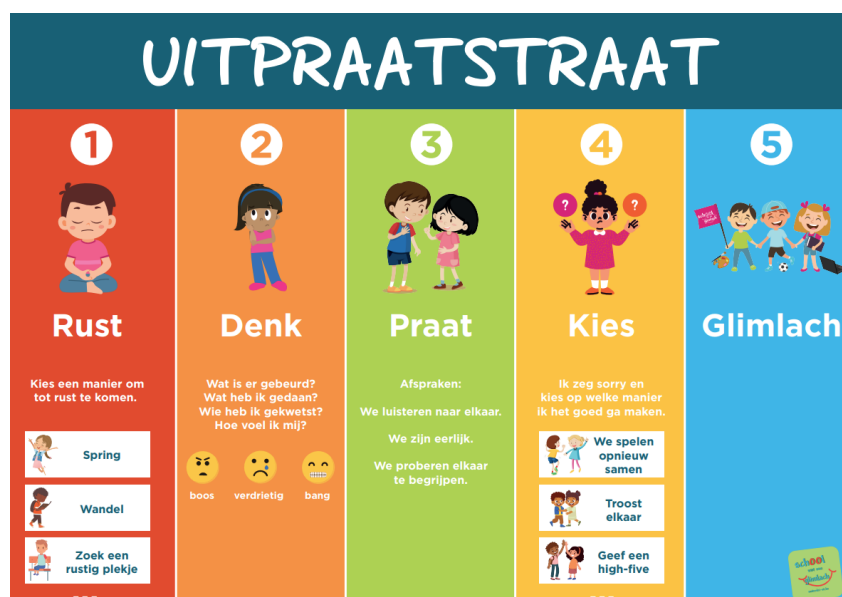 UITPRAATSTRAAT
1
Rust
Kies een manier om
tot rust te komen.
Spring
Wandel
Zoek een
rustig plekje
2
Denk
Wat is er gebeurd?
Wat heb ik gedaan?
Wie heb ik gekwetst?
Hoe voel ik mij?
boos
verdrietig
bang
3
Praat
Afspraken:
We luisteren naar elkaar.
We zijn eerlijk.
We proberen elkaar
te begrijpen.
4
?
?
Kies
Ik zeg sorry en
kies op welke manier
ik het goed ga maken.
We spelen
opnieuw
samen
Troost
elkaar
Geef een
high-five
5
Glimlach
school
Glimlach